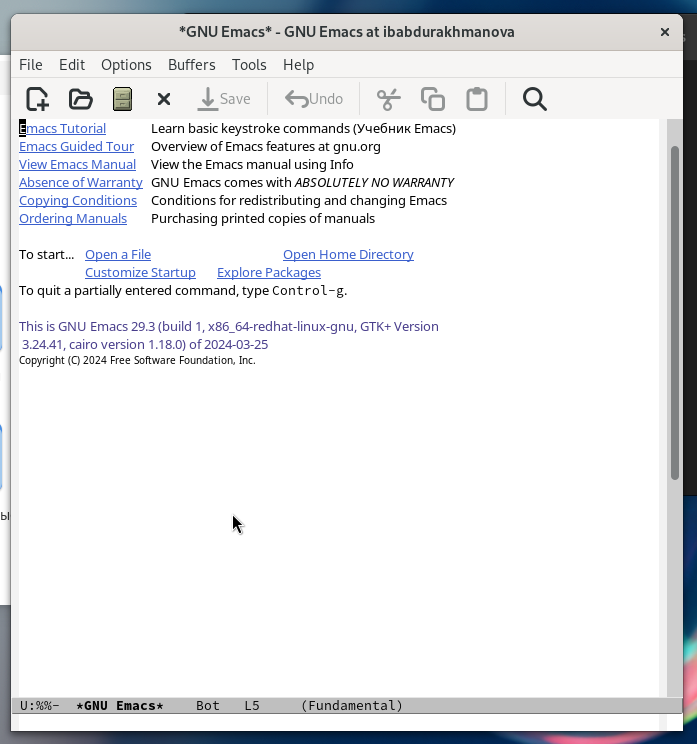 *GNU Emacs* - GNU Emacs at ibabdurakhmanova
File Edit Options Buffers Tools Help
Save Undo
Emacs Tutorial Learn basic keystroke commands (Учебник Emacs)
Emacs Guided Tour Overview of Emacs features at gnu.org
View Emacs Manual View the Emacs manual using Info
Absence of Warranty GNU Emacs comes with ABSOLUTELY NO WARRANTY
Copying Conditions Conditions for redistributing and changing Emacs
Ordering Manuals Purchasing printed copies of manuals
To start... Open a File Open Home Directory
Customize Startup Explore Packages
To quit a partially entered command, type Control-g.
This is GNU Emacs 29.3 (build 1, x86_64-redhat-linux-gnu, GTK+ Version
3.24.41, cairo version 1.18.0) of 2024-03-25
Copyright (C) 2024 Free Software Foundation, Inc.
U:%%- *GNU Emacs* Bot L5 (Fundamental)